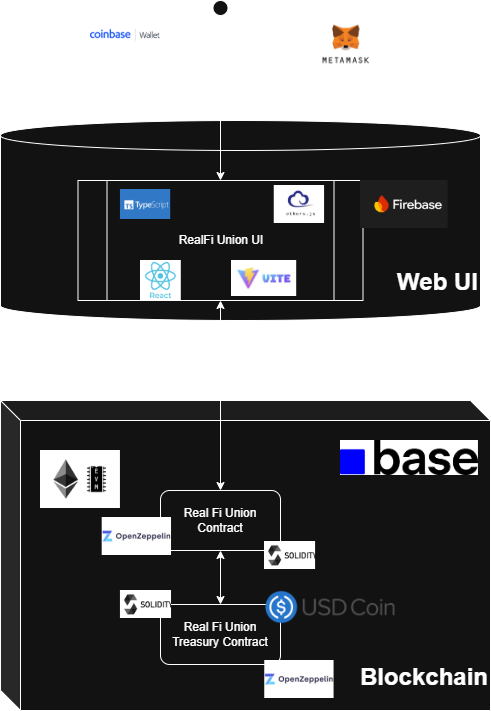 coinbase | Wallet
METAMASK
TS TypeScript
ethers.js
Firebase
RealFi Union UI
React
VITE
Web UI
base
EVM
Real Fi Union
Contract
OpenZeppelin
SOLIDITY
SOLIDITY
USD Coin
Real Fi Union
Treasury Contract
OpenZeppelin
Blockchain